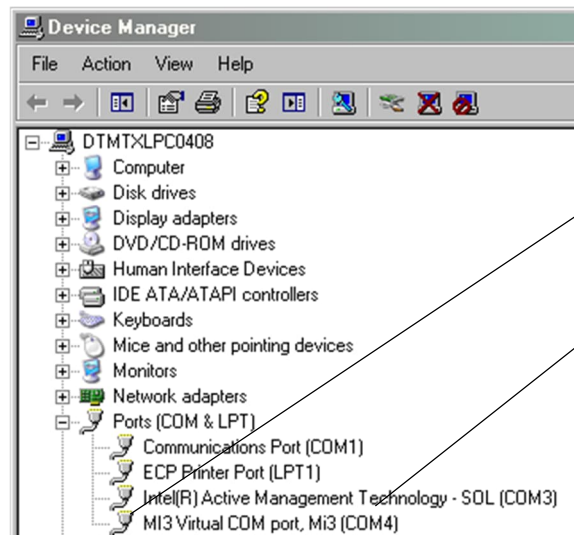 Device Manager
File Action View Help
DTMTXLPC0408
Computer
Disk drives
Display adapters
DVD/CD-ROM drives
Human Interface Devices
IDE ATA/ATAPI controllers
Keyboards
Mice and other pointing devices
Monitors
Network adapters
Ports (COM & LPT)
Communications Port (COM1)
ECP Printer Port (LPT1)
Intel(R) Active Management Technology - SOL (COM3)
MI3 Virtual COM port, Mi3 (COM4)